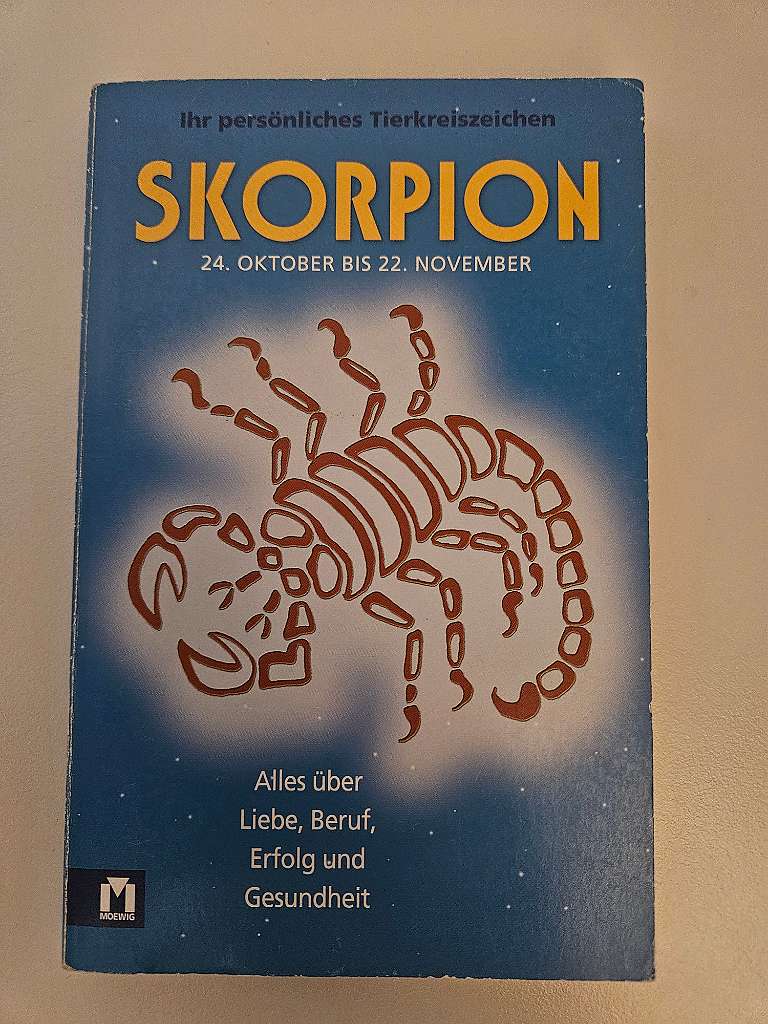 Ihr persönliches Tierkreiszeichen
SKORPION
24. OKTOBER BIS 22. NOVEMBER
Alles über
Liebe, Beruf,
Erfolg und
Gesundheit
MOEWIG